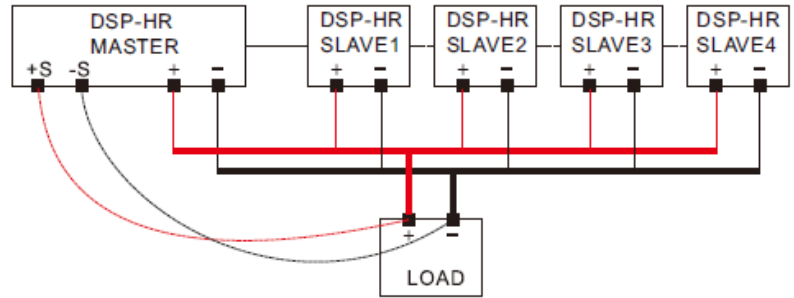 DSP-HR
MASTER
DSP-HR
SLAVE1
DSP-HR
SLAVE2
DSP-HR
SLAVE3
DSP-HR
SLAVE4
+S -S + −
+ −
+ −
+ −
+ −
+ −
LOAD